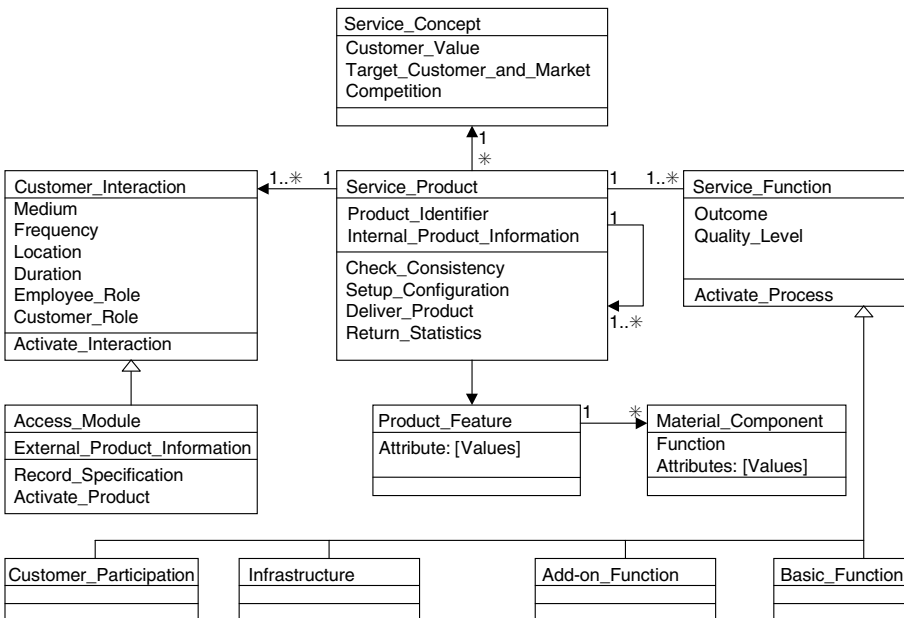 Service_Concept
Customer_Value
Target_Customer_and_Market
Competition
1
*
Customer_Interaction
Medium
Frequency
Location
Duration
Employee_Role
Customer_Role
Activate_Interaction
1..*
1
Service_Product
Product_Identifier
Internal_Product_Information
Check_Consistency
Setup_Configuration
Deliver_Product
Return_Statistics
1
1..*
1
1..*
Service_Function
Outcome
Quality_Level
Activate_Process
Access_Module
External_Product_Information
Record_Specification
Activate_Product
Product_Feature
Attribute: [Values]
1
*
Material_Component
Function
Attributes: [Values]
Customer_Participation
Infrastructure
Add-on_Function
Basic_Function